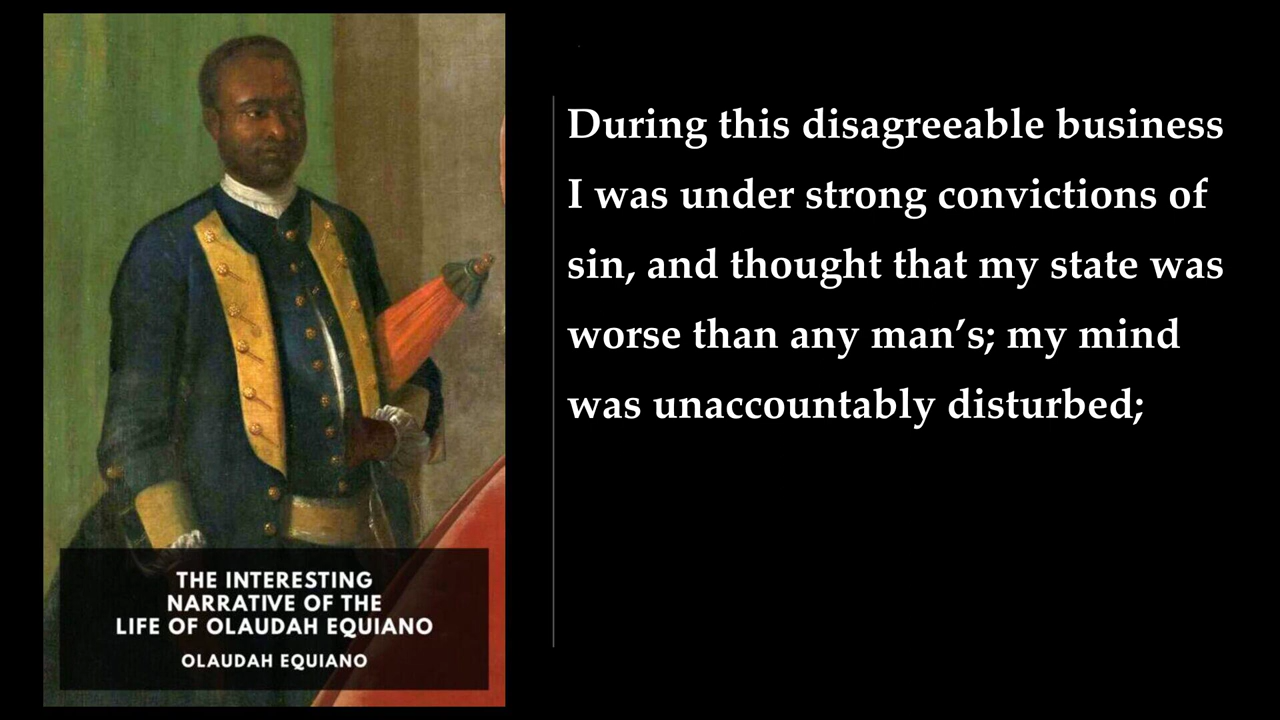 During this disagreeable business
I was under strong convictions of
sin, and thought that my state was
worse than any man’s; my mind
was unaccountably disturbed;
THE INTERESTING
NARRATIVE OF THE
LIFE OF OLAUDAH EQUIANO
OLAUDAH EQUIANO